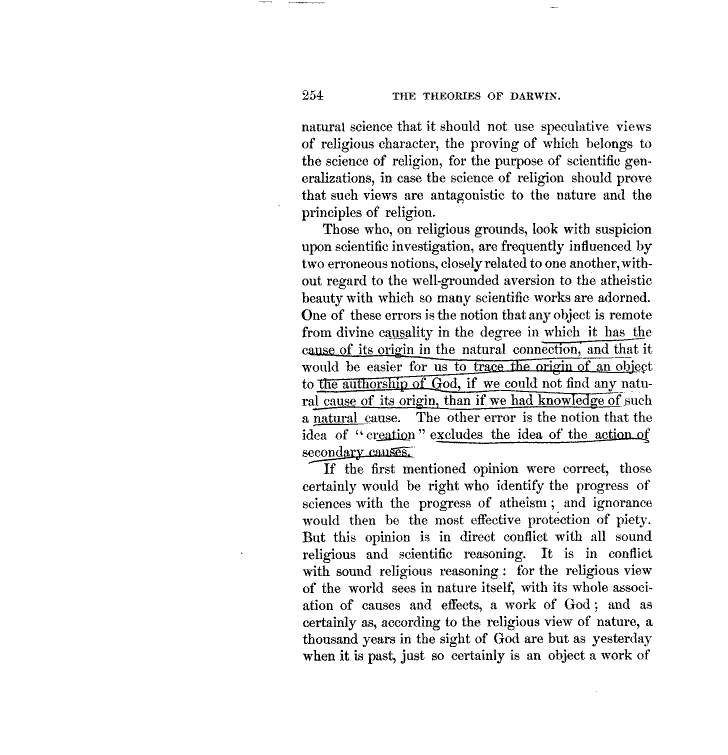 254 THE THEORIES OF DARWIN.
natural science that it should not use speculative views
of religious character, the proving of which belongs to
the science of religion, for the purpose of scientific gen-
eralizations, in case the science of religion should prove
that such views are antagonistic to the nature and the
principles of religion.
Those who, on religious grounds, look with suspicion
upon scientific investigation, are frequently influenced by
two erroneous notions, closely related to one another, with-
out regard to the well-grounded aversion to the atheistic
beauty with which so many scientific works are adorned.
One of these errors is the notion that any object is remote
from divine causality in the degree in which it has the
cause of its origin in the natural connection, and that it
would be easier for us to trace the origin of an object
to the authorship of God, if we could not find any natu-
ral cause of its origin, than if we had knowledge of such
a natural cause. The other error is the notion that the
idea of "creation" excludes the idea of the action of
secondary causes.
If the first mentioned opinion were correct, those
certainly would be right who identify the progress of
sciences with the progress of atheism; and ignorance
would then be the most effective protection of piety.
But this opinion is in direct conflict with all sound
religious and scientific reasoning. It is in conflict
with sound religious reasoning: for the religious view
of the world sees in nature itself, with its whole associ-
ation of causes and effects, a work of God; and as
certainly as, according to the religious view of nature, a
thousand years in the sight of God are but as yesterday
when it is past, just so certainly is an object a work of